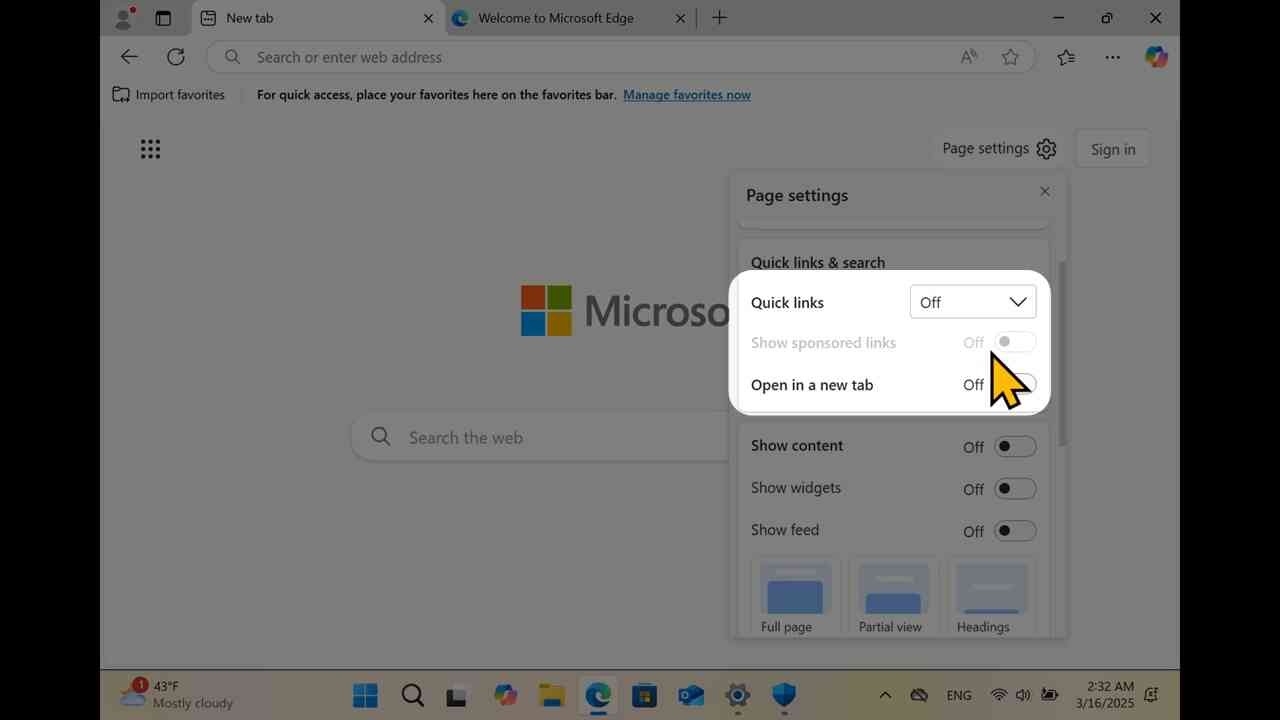 New tab
Welcome to Microsoft Edge
Search or enter web address
Import favorites
For quick access, place your favorites here on the favorites bar. Manage favorites now
Page settings
Sign in
Page settings
Quick links & search
Quick links
Off
Show sponsored links
Off
Open in a new tab
Off
Microso
Search the web
Show content
Off
Show widgets
Off
Show feed
Off
Full page
Partial view
Headings
1
43°F
Mostly cloudy
ENG
2:32 AM
3/16/2025